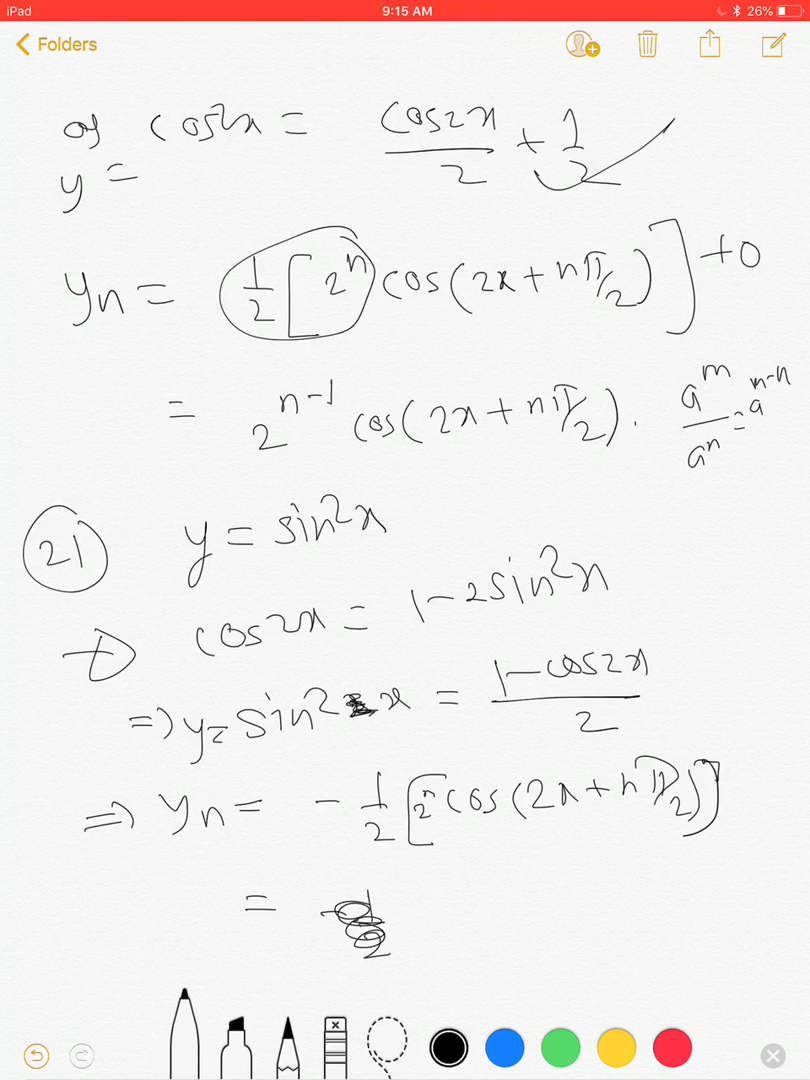 iPad 9:15 AM 26%
Folders
of cos²x = cos2x/2 + 1/2
y =
yn = 1/2 [2ⁿ cos(2x + nπ/2)] + 0
= 2ⁿ⁻¹ cos(2x + nπ/2). aᵐ/aⁿ = aᵐ⁻ⁿ
21 y = sin²x
cos2x = 1 - 2sin²x
=> y = sin²x = 1 - cos2x / 2
=> yn = - 1/2 [2ⁿ cos(2x + nπ/2)]
=